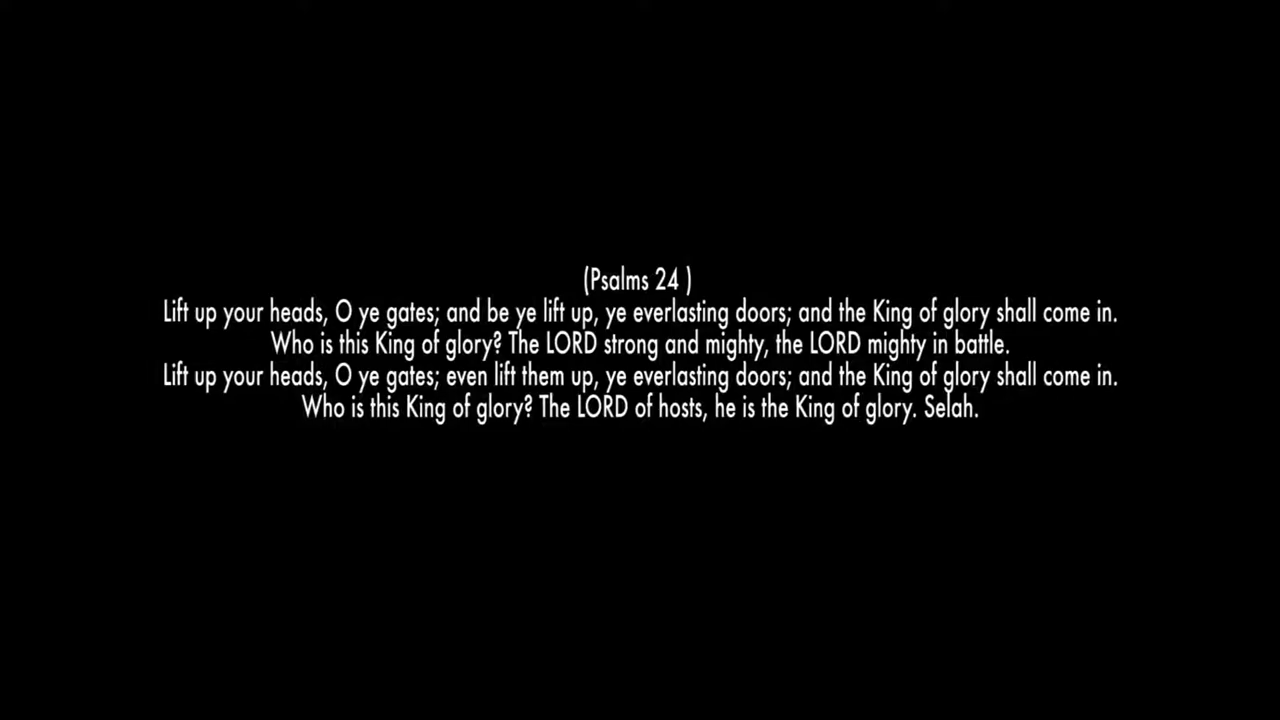 (Psalms 24 )
Lift up your heads, O ye gates; and be ye lift up, ye everlasting doors; and the King of glory shall come in.
Who is this King of glory? The LORD strong and mighty, the LORD mighty in battle.
Lift up your heads, O ye gates; even lift them up, ye everlasting doors; and the King of glory shall come in.
Who is this King of glory? The LORD of hosts, he is the King of glory. Selah.